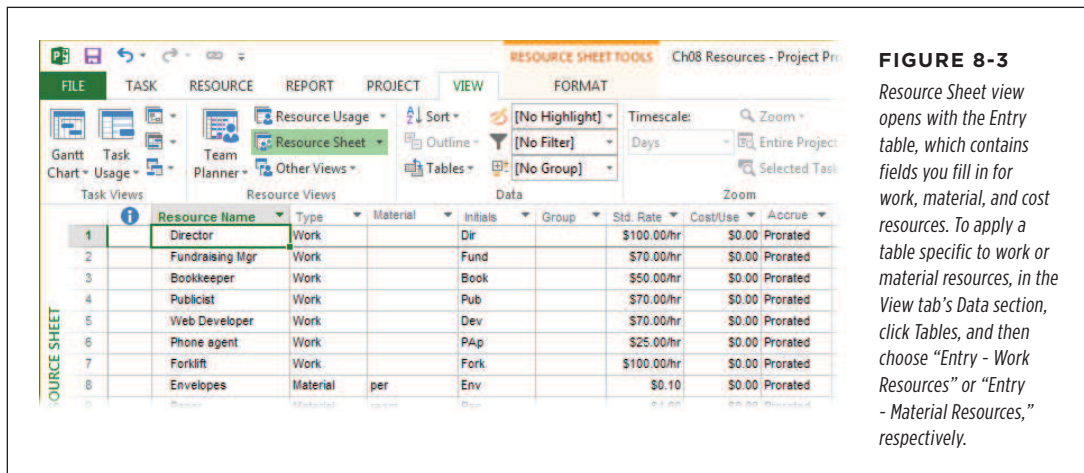 RESOURCE SHEET TOOLS Ch08 Resources - Project Pr
FILE TASK RESOURCE REPORT PROJECT VIEW FORMAT
Resource Usage Sort [No Highlight] Timescale: Zoom
Gantt Chart Task Usage Team Planner Resource Sheet Outline [No Filter] Days Entire Project
Other Views Tables [No Group] Selected Tas
Task Views Resource Views Data Zoom
Resource Name Type Material Initials Group Std. Rate Cost/Use Accrue
1 Director Work Dir $100.00/hr $0.00 Prorated
2 Fundraising Mgr Work Fund $70.00/hr $0.00 Prorated
3 Bookkeeper Work Book $50.00/hr $0.00 Prorated
4 Publicist Work Pub $70.00/hr $0.00 Prorated
5 Web Developer Work Dev $70.00/hr $0.00 Prorated
6 Phone agent Work PAp $25.00/hr $0.00 Prorated
7 Forklift Work Fork $100.00/hr $0.00 Prorated
8 Envelopes Material per Env $0.10 $0.00 Prorated
OURCE SHEET
FIGURE 8-3
Resource Sheet view
opens with the Entry
table, which contains
fields you fill in for
work, material, and cost
resources. To apply a
table specific to work or
material resources, in the
View tab's Data section,
click Tables, and then
choose “Entry - Work
Resources” or “Entry
- Material Resources,”
respectively.